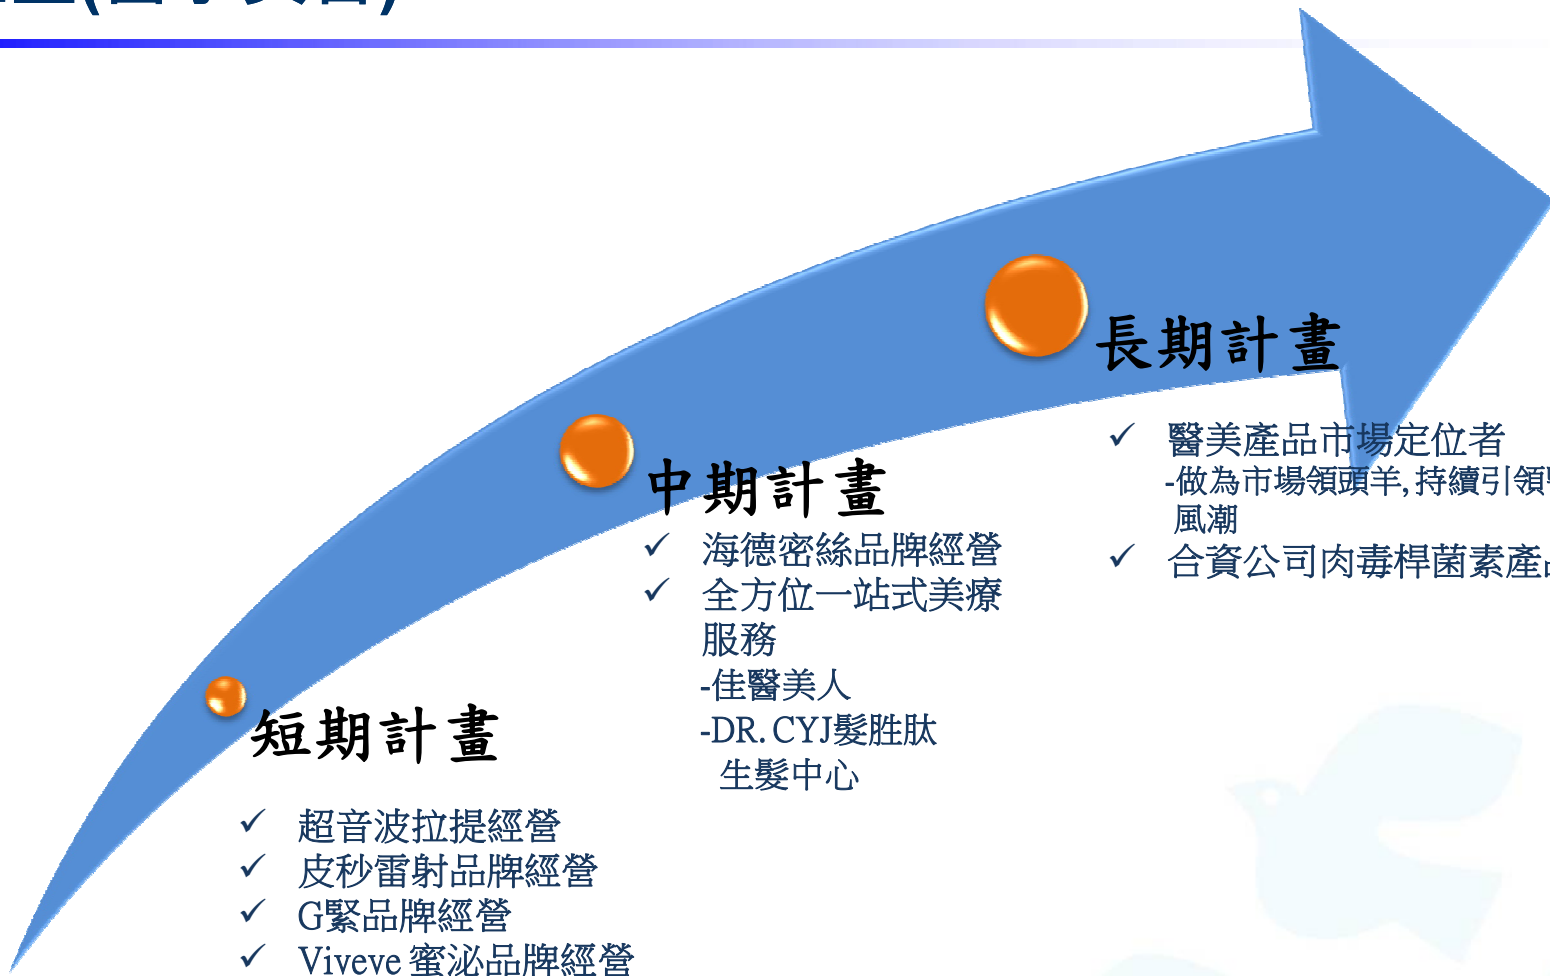 短期計畫
超音波拉提經營
皮秒雷射品牌經營
G緊品牌經營
Viveve 蜜泌品牌經營
中期計畫
海德密絲品牌經營
全方位一站式美療
服務
-佳醫美人
-DR. CYJ髮胜肽
生髮中心
長期計畫
醫美產品市場定位者
-做為市場領頭羊, 持續引領
風潮
合資公司肉毒桿菌素產